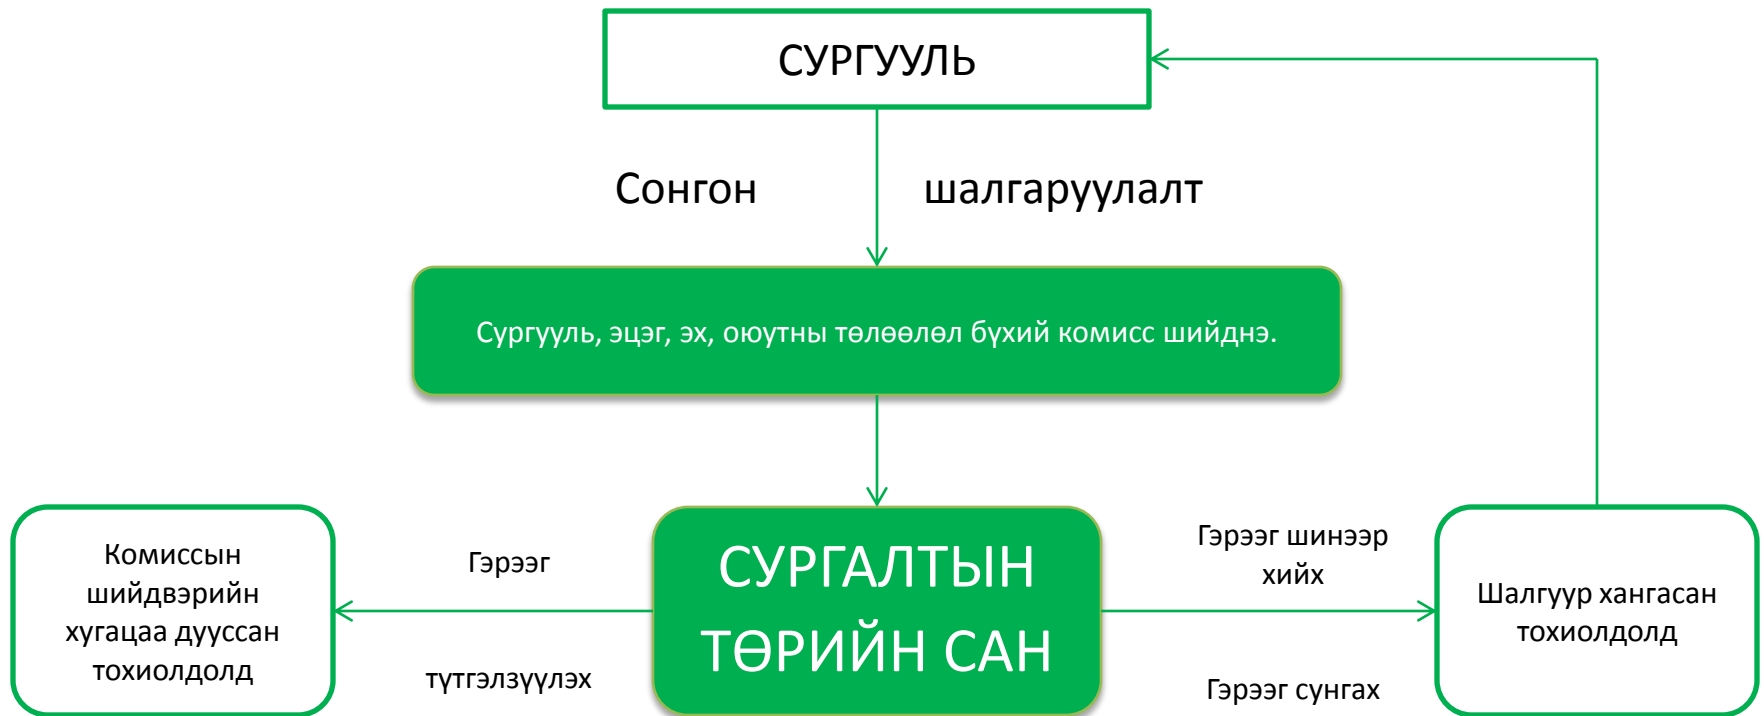 СУРГУУЛЬ
Сонгон шалгаруулалт
Сургууль, эцэг, эх, оюутны төлөөлөл бүхий комисс шийднэ.
Комиссын
шийдвэрийн
хугацаа дууссан
тохиолдолд
Гэрээг
түтгэлзүүлэх
СУРГАЛТЫН
ТӨРИЙН САН
Гэрээг шинээр
хийх
Гэрээг сунгах
Шалгуур хангасан
тохиолдолд